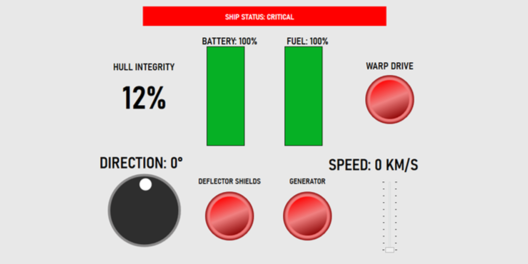 SHIP STATUS: CRITICAL
BATTERY: 100%
FUEL: 100%
HULL INTEGRITY
12%
WARP DRIVE
DIRECTION: 0°
SPEED: 0 KM/S
DEFLECTOR SHIELDS
GENERATOR